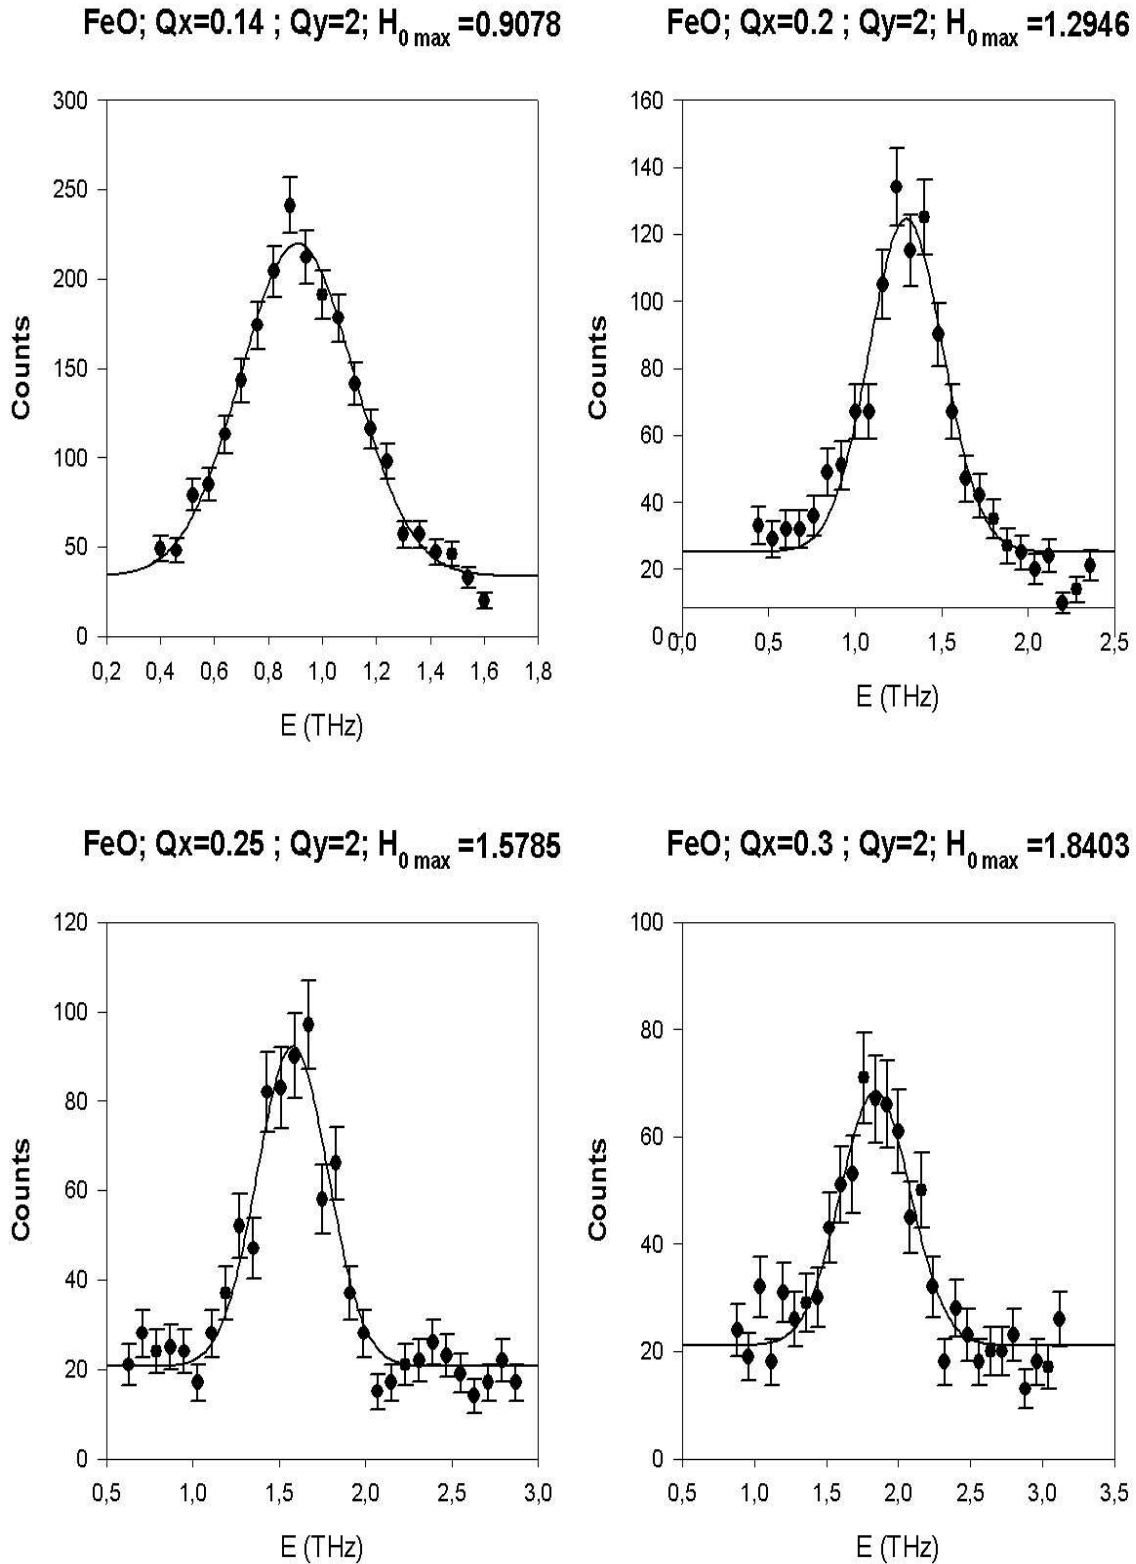 FeO; Qx=0.14 ; Qy=2; H0 max =0.9078
300
250
200
150
100
50
0
Counts
0,2 0,4 0,6 0,8 1,0 1,2 1,4 1,6 1,8
E (THz)
FeO; Qx=0.2 ; Qy=2; H0 max =1.2946
160
140
120
100
80
60
40
20
0
Counts
0,0 0,5 1,0 1,5 2,0 2,5
E (THz)
FeO; Qx=0.25 ; Qy=2; H0 max =1.5785
120
100
80
60
40
20
0
Counts
0,5 1,0 1,5 2,0 2,5 3,0
E (THz)
FeO; Qx=0.3 ; Qy=2; H0 max =1.8403
100
80
60
40
20
0
Counts
0,5 1,0 1,5 2,0 2,5 3,0 3,5
E (THz)